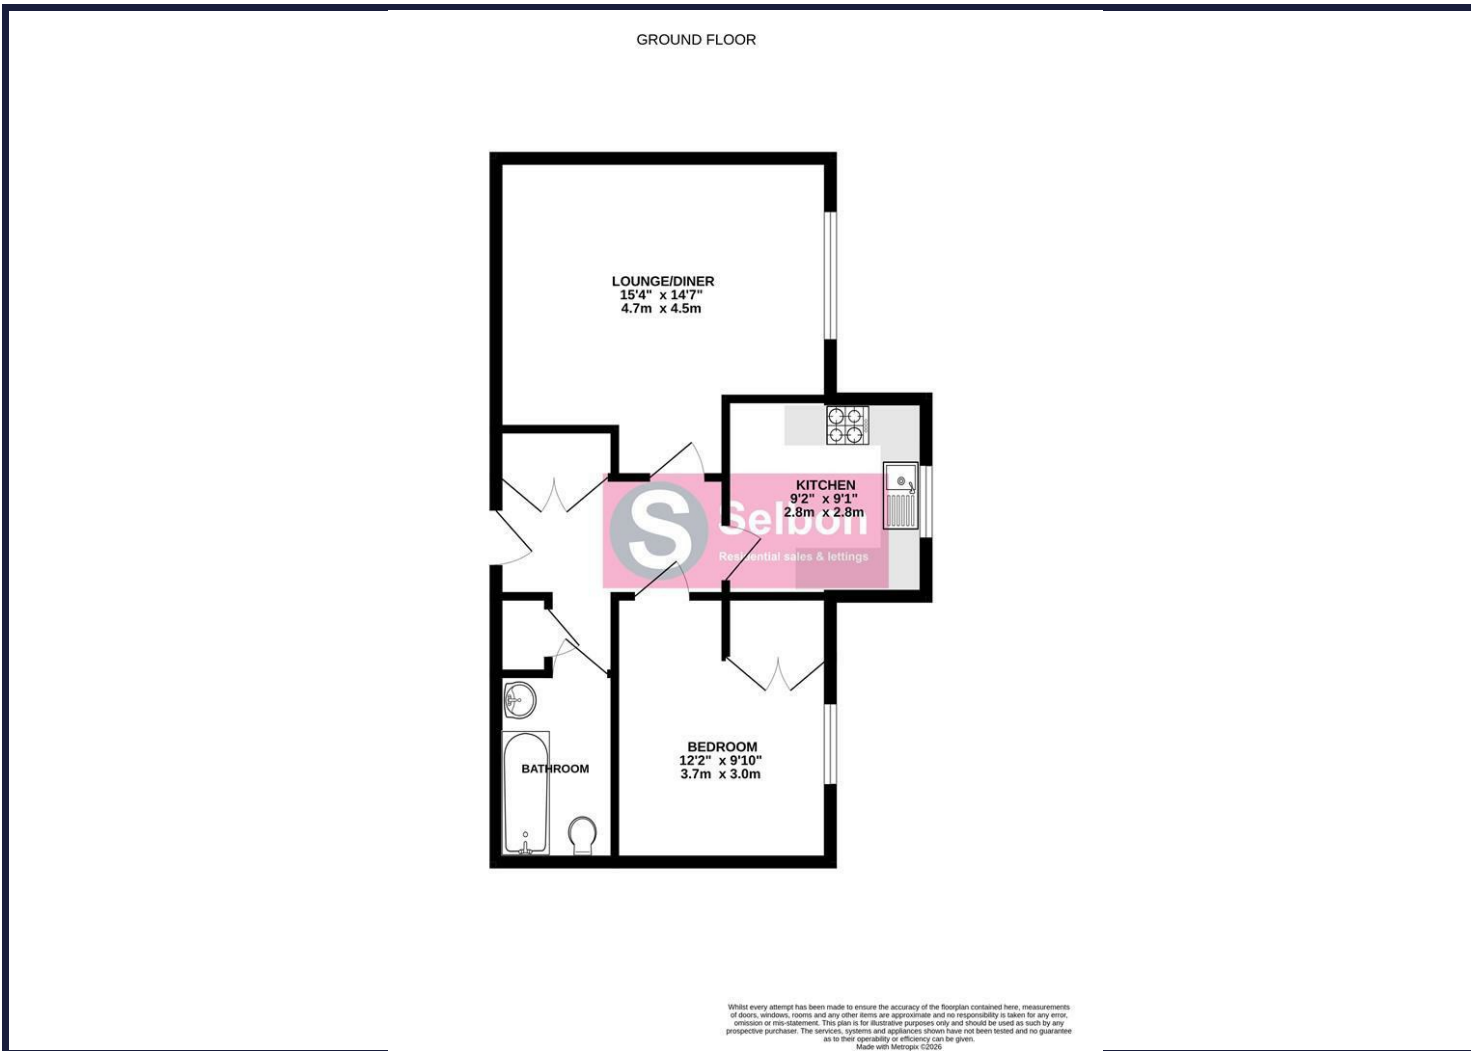 GROUND FLOOR
LOUNGE/DINER
15'4" x 14'7"
4.7m x 4.5m
KITCHEN
9'2" x 9'1"
2.8m x 2.8m
S
Selbon
Residential sales & lettings
BEDROOM
12'2" x 9'10"
3.7m x 3.0m
BATHROOM
Whilst every attempt has been made to ensure the accuracy of the floorplan contained here, measurements
of doors, windows, rooms and any other items are approximate and no responsibility is taken for any error,
omission or mis-statement. This plan is for illustrative purposes only and should be used as such by any
prospective purchaser. The services, systems and appliances shown have not been tested and no guarantee
as to their operability or efficiency can be given.
Made with Metropix ©2026